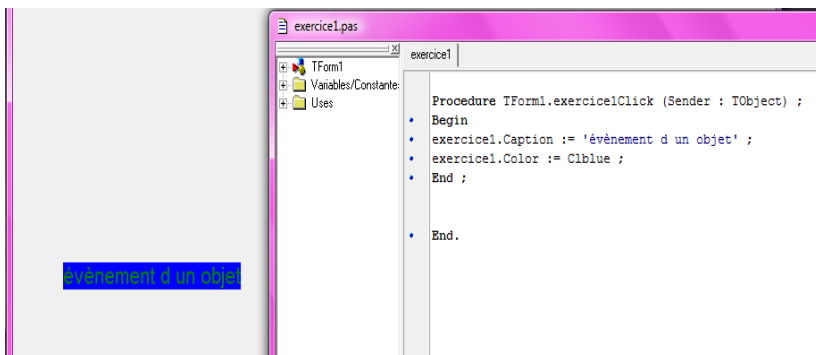 exercice1.pas
TForm1
Variables/Constante
Uses
exercice1
Procedure TForm1.exercice1Click (Sender : TObject) ;
Begin
exercice1.Caption := 'évènement d un objet' ;
exercice1.Color := Clblue ;
End ;
End.
évènement d un objet